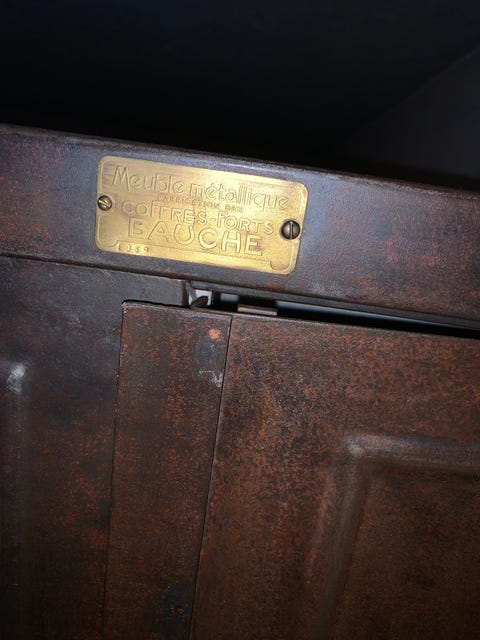 Meuble métallique
FABRICATION DES
COFFRES-FORTS
BAUCHE